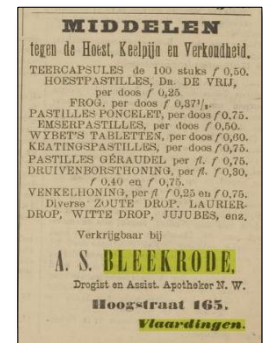 MIDDELEN
tegen de Hoest, Keelpijn en Verkoudheid.
TEERCAPSULES de 100 stuks f 0,50.
HOESTPASTILLES, DR. DE VRIJ,
per doos f 0,25
FROG, per doos f 0,37½.
PASTILLES PONCELET, per doos f 0,75.
EMSERPASTILLES, per doos f 0,50.
WYBET'S TABLETTEN, per doos f 0,60.
KEATINGSPASTILLES, per doos f 0,75.
PASTILLES GÉRAUDEL per fl. f 0,75.
DRUIVENBORSTHONING, per fl. f 0,30,
f 0,40 en f 0,75.
VENKELHONING, per fl. f 0,25 en f 0,75.
Diverse ZOUTE DROP, LAURIER-
DROP, WITTE DROP, JUJUBES, enz.
Verkrijgbaar bij
A. S. BLEEKRODE,
Drogist en Assist. Apotheker N. W.
Hoogstraat 165.
Vlaardingen.